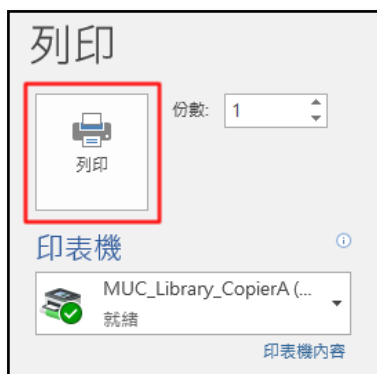 列印
列印
份數: 1
印表機
MUC_Library_CopierA (...
就緒
印表機內容